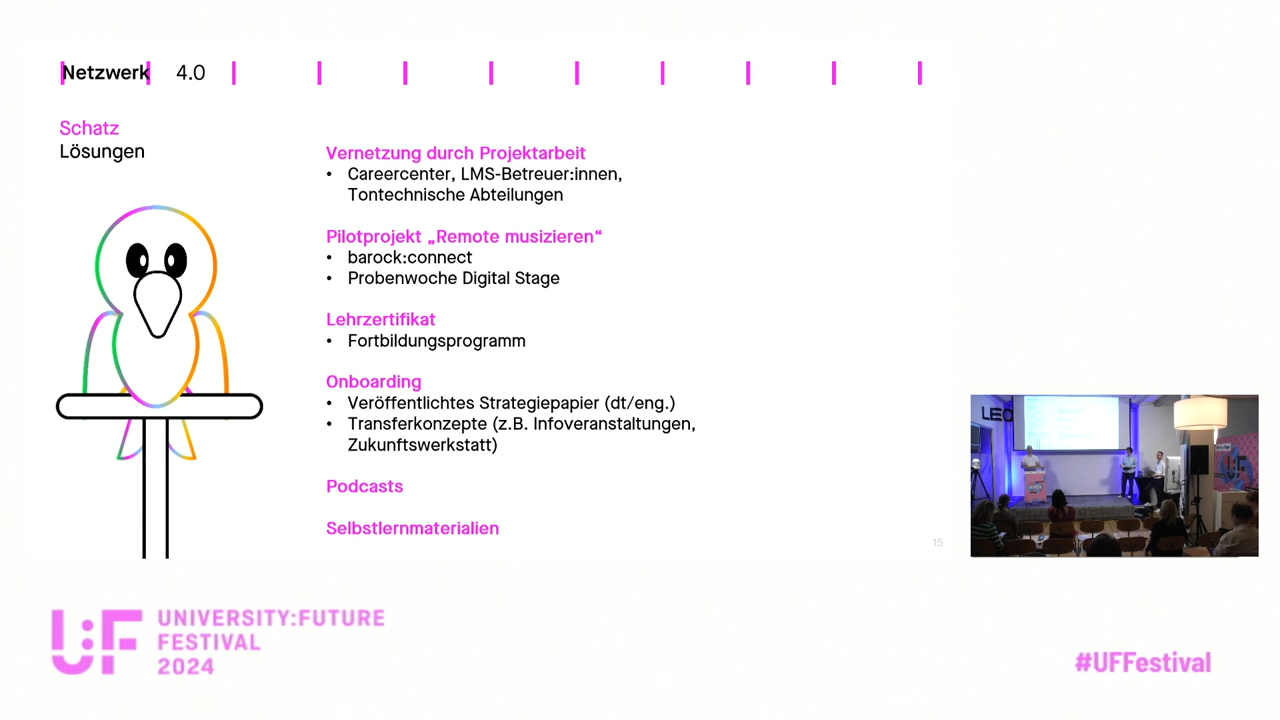 Netzwerk 4.0
Schatz
Lösungen
Vernetzung durch Projektarbeit
• Careercenter, LMS-Betreuer:innen,
Tontechnische Abteilungen
Pilotprojekt „Remote musizieren“
• barock:connect
• Probenwoche Digital Stage
Lehrzertifikat
• Fortbildungsprogramm
Onboarding
• Veröffentlichtes Strategiepapier (dt/eng.)
• Transferkonzepte (z.B. Infoveranstaltungen,
Zukunftswerkstatt)
Podcasts
Selbstlernmaterialien
15
LEO
U:F
UNIVERSITY:FUTURE
FESTIVAL
2024
#UFFestival